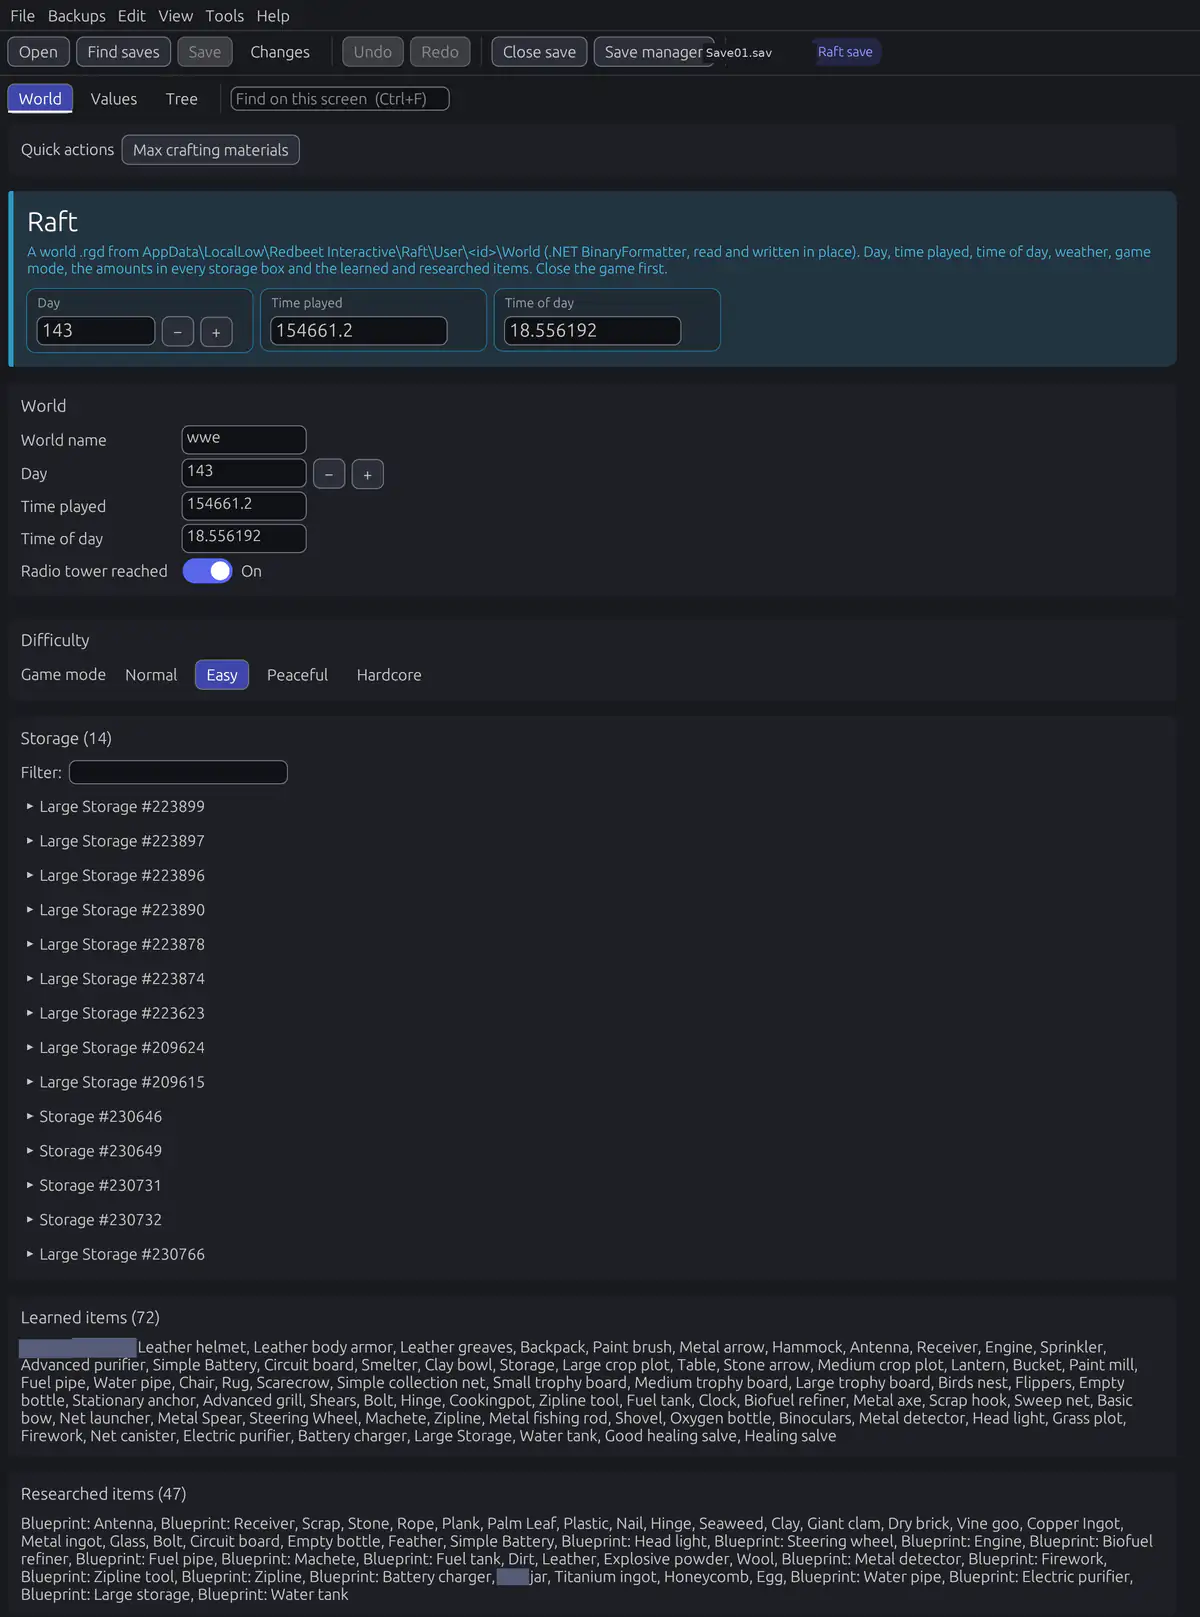 File Backups Edit View Tools Help
Open Find saves Save Changes Undo Redo Close save Save manager Save01.sav Raft save
World Values Tree Find on this screen (Ctrl+F)
Quick actions Max crafting materials
Raft
A world .rgd from AppData\LocalLow\Redbeet Interactive\Raft\User\<id>\World (.NET BinaryFormatter, read and written in place). Day, time played, time of day, weather, game
mode, the amounts in every storage box and the learned and researched items. Close the game first.
Day Time played Time of day
143 − + 154661.2 18.556192
World
World name wwe
Day 143 − +
Time played 154661.2
Time of day 18.556192
Radio tower reached On
Difficulty
Game mode Normal Easy Peaceful Hardcore
Storage (14)
Filter:
Large Storage #223899
Large Storage #223897
Large Storage #223896
Large Storage #223890
Large Storage #223878
Large Storage #223874
Large Storage #223623
Large Storage #209624
Large Storage #209615
Storage #230646
Storage #230649
Storage #230731
Storage #230732
Large Storage #230766
Learned items (72)
Leather helmet, Leather body armor, Leather greaves, Backpack, Paint brush, Metal arrow, Hammock, Antenna, Receiver, Engine, Sprinkler,
Advanced purifier, Simple Battery, Circuit board, Smelter, Clay bowl, Storage, Large crop plot, Table, Stone arrow, Medium crop plot, Lantern, Bucket, Paint mill,
Fuel pipe, Water pipe, Chair, Rug, Scarecrow, Simple collection net, Small trophy board, Medium trophy board, Large trophy board, Birds nest, Flippers, Empty
bottle, Stationary anchor, Advanced grill, Shears, Bolt, Hinge, Cookingpot, Zipline tool, Fuel tank, Clock, Biofuel refiner, Metal axe, Scrap hook, Sweep net, Basic
bow, Net launcher, Metal Spear, Steering Wheel, Machete, Zipline, Metal fishing rod, Shovel, Oxygen bottle, Binoculars, Metal detector, Head light, Grass plot,
Firework, Net canister, Electric purifier, Battery charger, Large Storage, Water tank, Good healing salve, Healing salve
Researched items (47)
Blueprint: Antenna, Blueprint: Receiver, Scrap, Stone, Rope, Plank, Palm Leaf, Plastic, Nail, Hinge, Seaweed, Clay, Giant clam, Dry brick, Vine goo, Copper Ingot,
Metal ingot, Glass, Bolt, Circuit board, Empty bottle, Feather, Simple Battery, Blueprint: Head light, Blueprint: Steering wheel, Blueprint: Engine, Blueprint: Biofuel
refiner, Blueprint: Fuel pipe, Blueprint: Machete, Blueprint: Fuel tank, Dirt, Leather, Explosive powder, Wool, Blueprint: Metal detector, Blueprint: Firework,
Blueprint: Zipline tool, Blueprint: Zipline, Blueprint: Battery charger, jar, Titanium ingot, Honeycomb, Egg, Blueprint: Water pipe, Blueprint: Electric purifier,
Blueprint: Large storage, Blueprint: Water tank